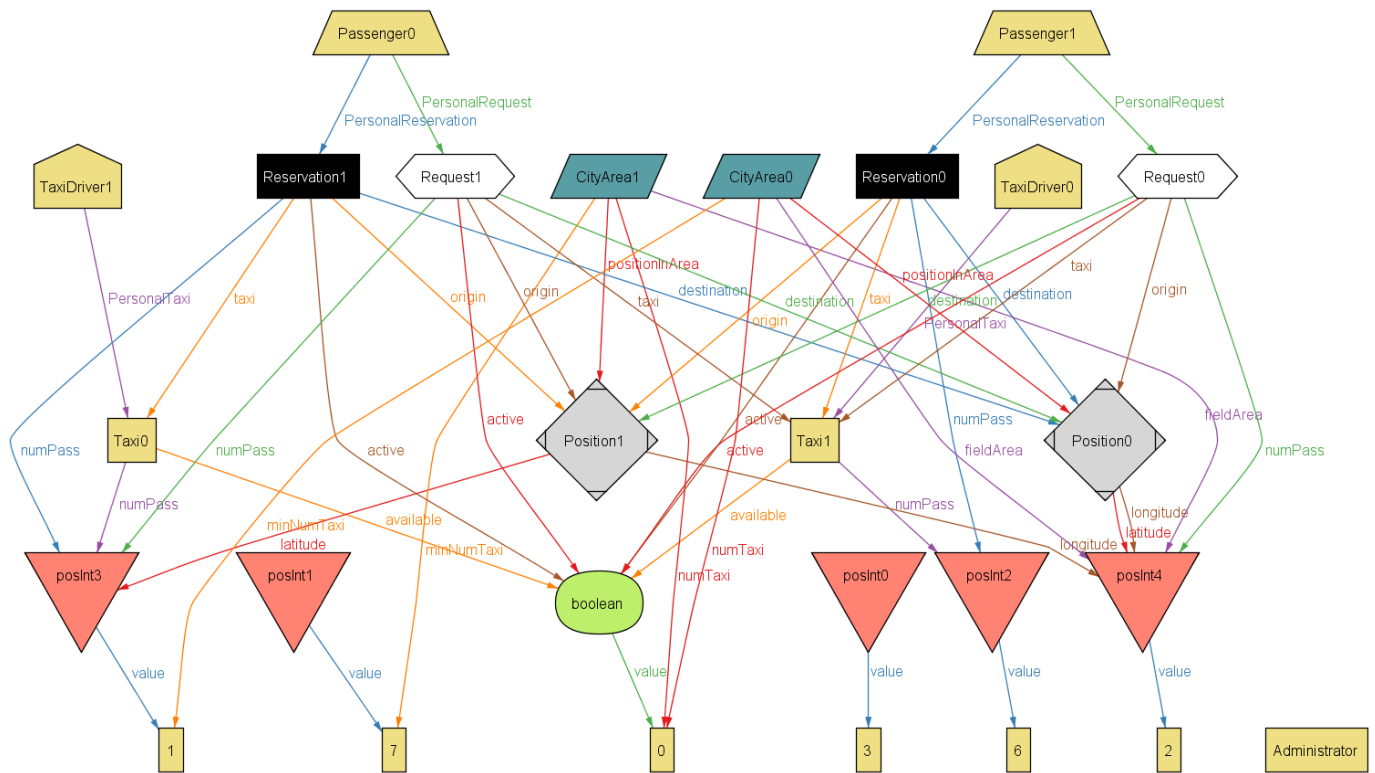 Passenger0
Passenger1
PersonalRequest
PersonalRequest
PersonalReservation
PersonalReservation
TaxiDriver1
Reservation1
Request1
CityArea1
CityArea0
Reservation0
TaxiDriver0
Request0
positionInArea
positionInArea
taxi
origin
destination
origin
destination
PersonalTaxi
taxi
origin
taxi
destination
destination
taxi
origin
PersonalTaxi
Taxi0
active
Position1
active
Taxi1
numPass
Position0
fieldArea
numPass
active
numPass
active
fieldArea
numPass
numPass
numPass
longitude
available
available
latitude
minNumTaxi
latitude
minNumTaxi
numTaxi
longitude
posInt3
posInt1
numTaxi
posInt0
posInt2
posInt4
boolean
value
value
value
value
value
value
1
7
0
3
6
2
Administrator